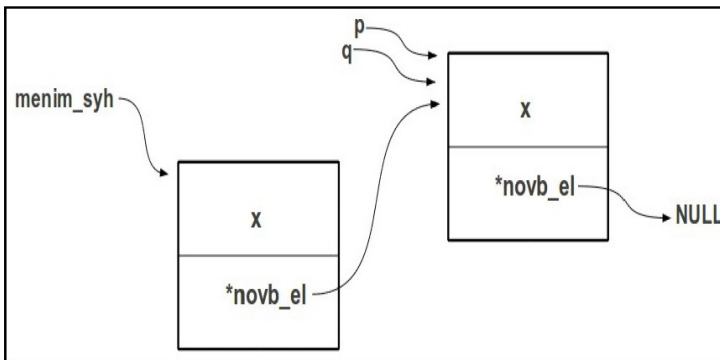 p
q
menim_syh
x
*novb_el
NULL
x
*novb_el